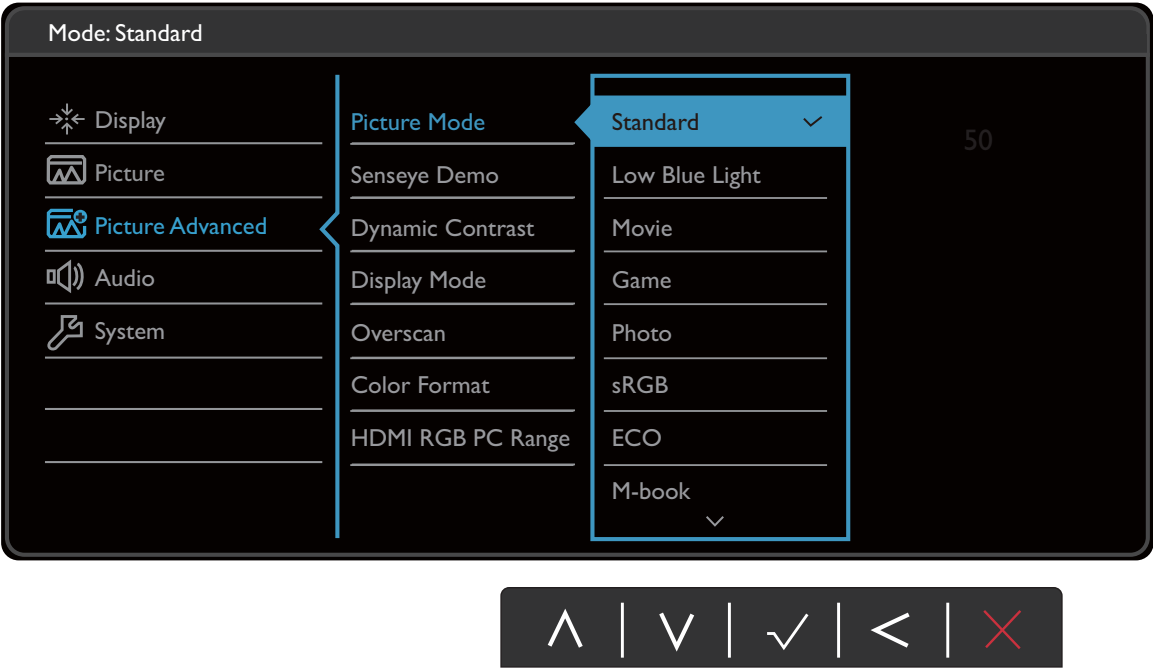 Mode: Standard
Display
Picture
Picture Advanced
Audio
System
Picture Mode
Senseye Demo
Dynamic Contrast
Display Mode
Overscan
Color Format
HDMI RGB PC Range
Standard
Low Blue Light
Movie
Game
Photo
sRGB
ECO
M-book
50